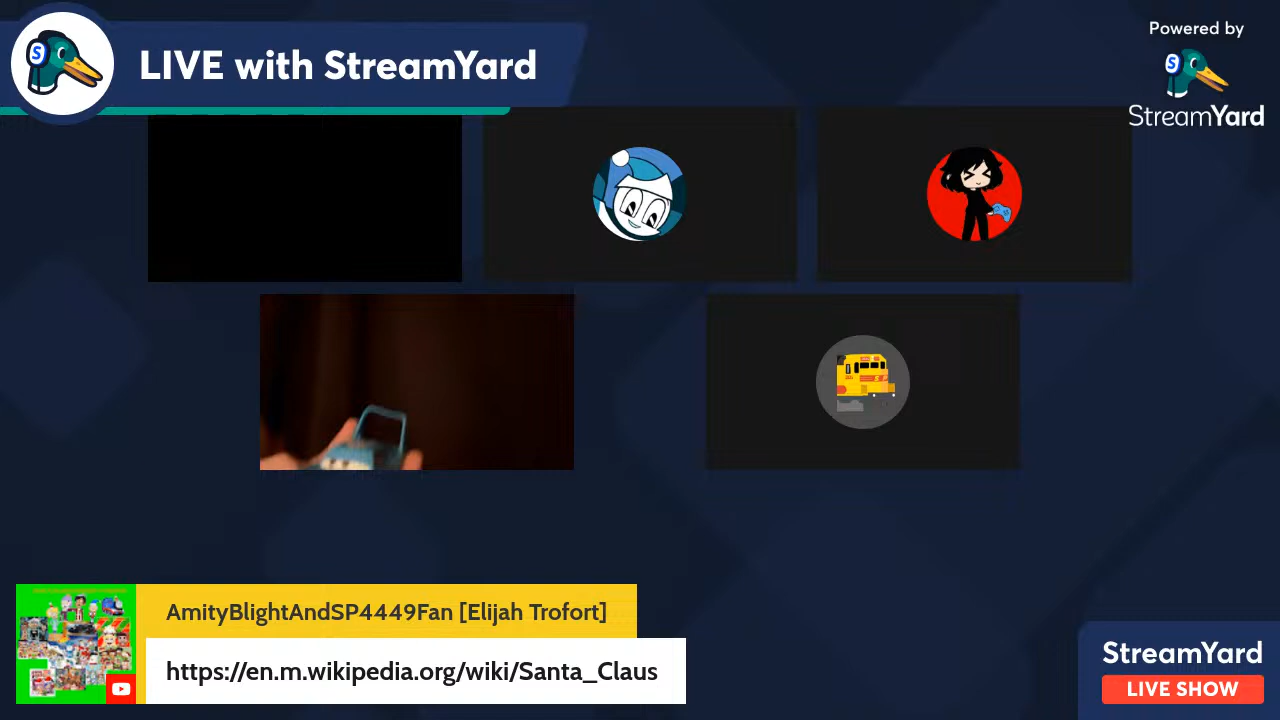 LIVE with StreamYard
Powered by
S
S
StreamYard
AmityBlightAndSP4449Fan [Elijah Trofort]
https://en.m.wikipedia.org/wiki/Santa_Claus
StreamYard
LIVE SHOW